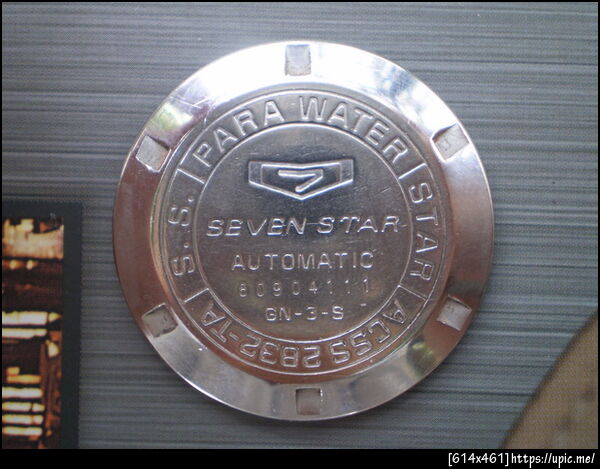 PARA WATER | STAR | ACSS 2832-TA | S.S. |
SEVEN STAR
AUTOMATIC
80904111
GN-3-S
[614x461]https://upic.me/